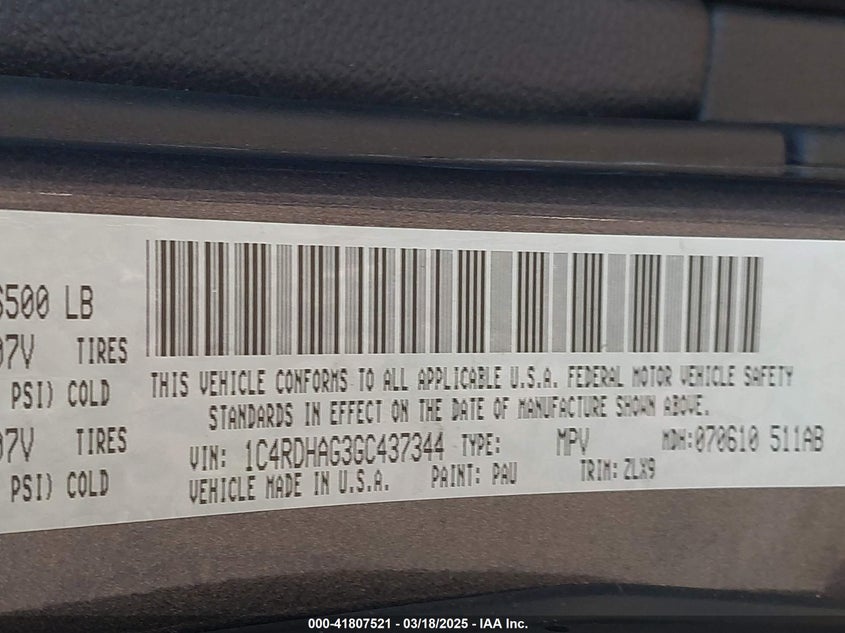 6500 LB
07V TIRES
PSI) COLD
07V TIRES
PSI) COLD
THIS VEHICLE CONFORMS TO ALL APPLICABLE U.S.A. FEDERAL MOTOR VEHICLE SAFETY
STANDARDS IN EFFECT ON THE DATE OF MANUFACTURE SHOWN ABOVE.
VIN: 1C4RDHAG3GC437344 TYPE: MPV MDH:070610 511AB
VEHICLE MADE IN U.S.A. PAINT: PAU TRIM: ZLX9
000-41807521 - 03/18/2025 - IAA Inc.